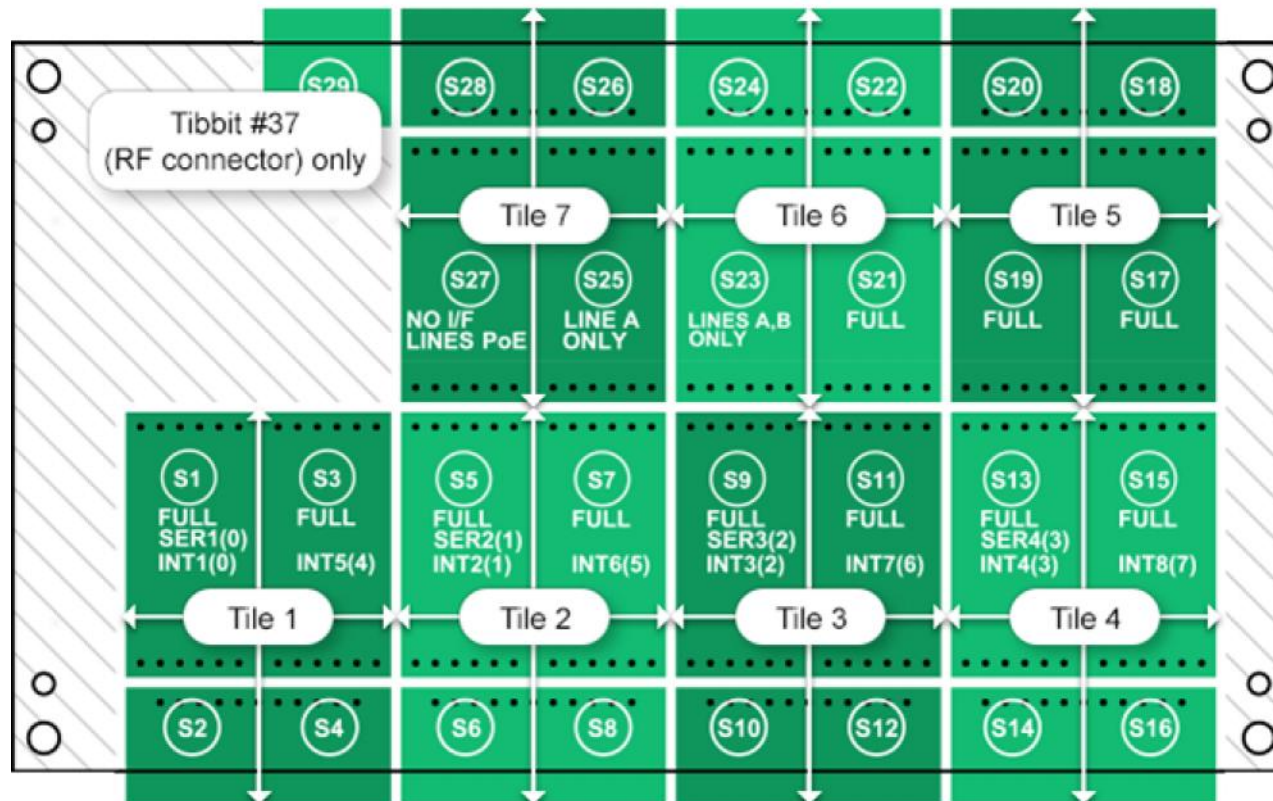 S29
S28
S26
S24
S22
S20
S18
Tibbit #37
(RF connector) only
Tile 7
Tile 6
Tile 5
S27
NO I/F
LINES PoE
S25
LINE A
ONLY
S23
LINES A,B
ONLY
S21
FULL
S19
FULL
S17
FULL
S1
FULL
SER1(0)
INT1(0)
S3
FULL
INT5(4)
S5
FULL
SER2(1)
INT2(1)
S7
FULL
INT6(5)
S9
FULL
SER3(2)
INT3(2)
S11
FULL
INT7(6)
S13
FULL
SER4(3)
INT4(3)
S15
FULL
INT8(7)
Tile 1
Tile 2
Tile 3
Tile 4
S2
S4
S6
S8
S10
S12
S14
S16